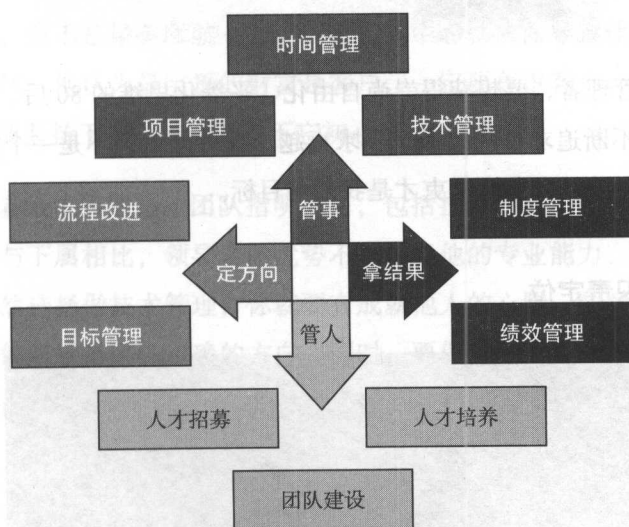 时间管理
项目管理
技术管理
流程改进
管事
制度管理
定方向
拿结果
目标管理
管人
绩效管理
人才招募
人才培养
团队建设